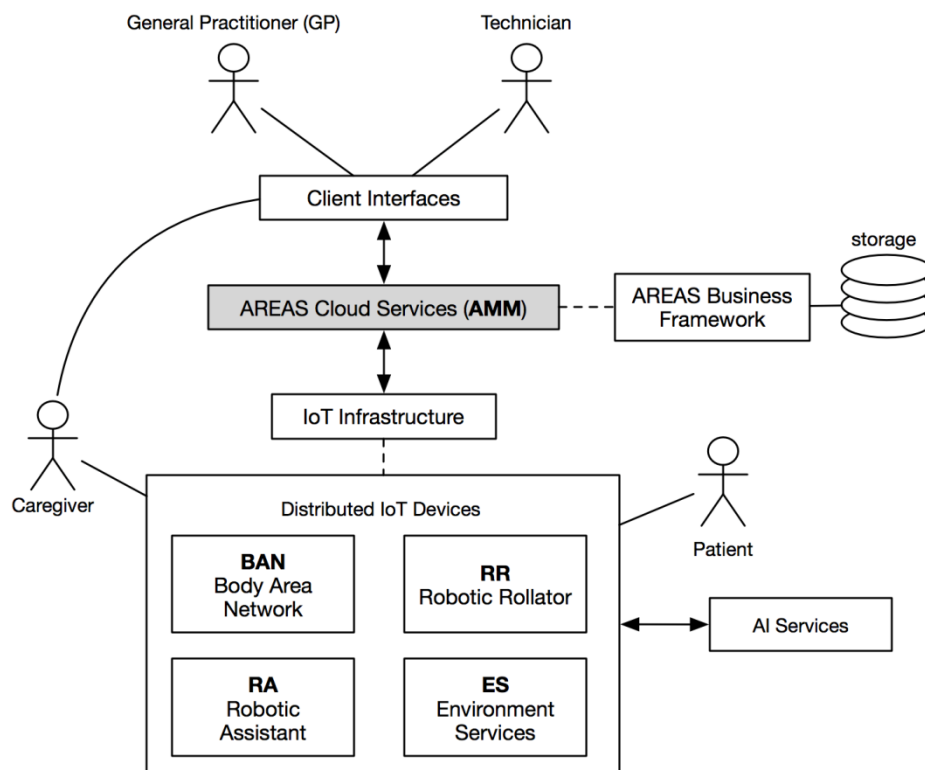 General Practitioner (GP)
Technician
Client Interfaces
storage
AREAS Cloud Services (AMM)
AREAS Business
Framework
IoT Infrastructure
Caregiver
Patient
Distributed IoT Devices
BAN
Body Area
Network
RR
Robotic Rollator
AI Services
RA
Robotic
Assistant
ES
Environment
Services